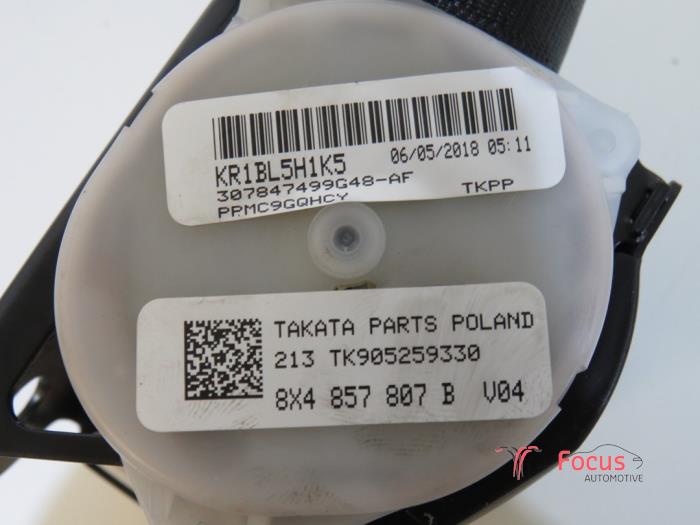 KR1BL5H1K5 06/05/2018 05:11
307847499G48-AF TKPP
PPMC9GQHCY
TAKATA PARTS POLAND
213 TK905259330
8X4 857 807 B V04
Focus
AUTOMOTIVE